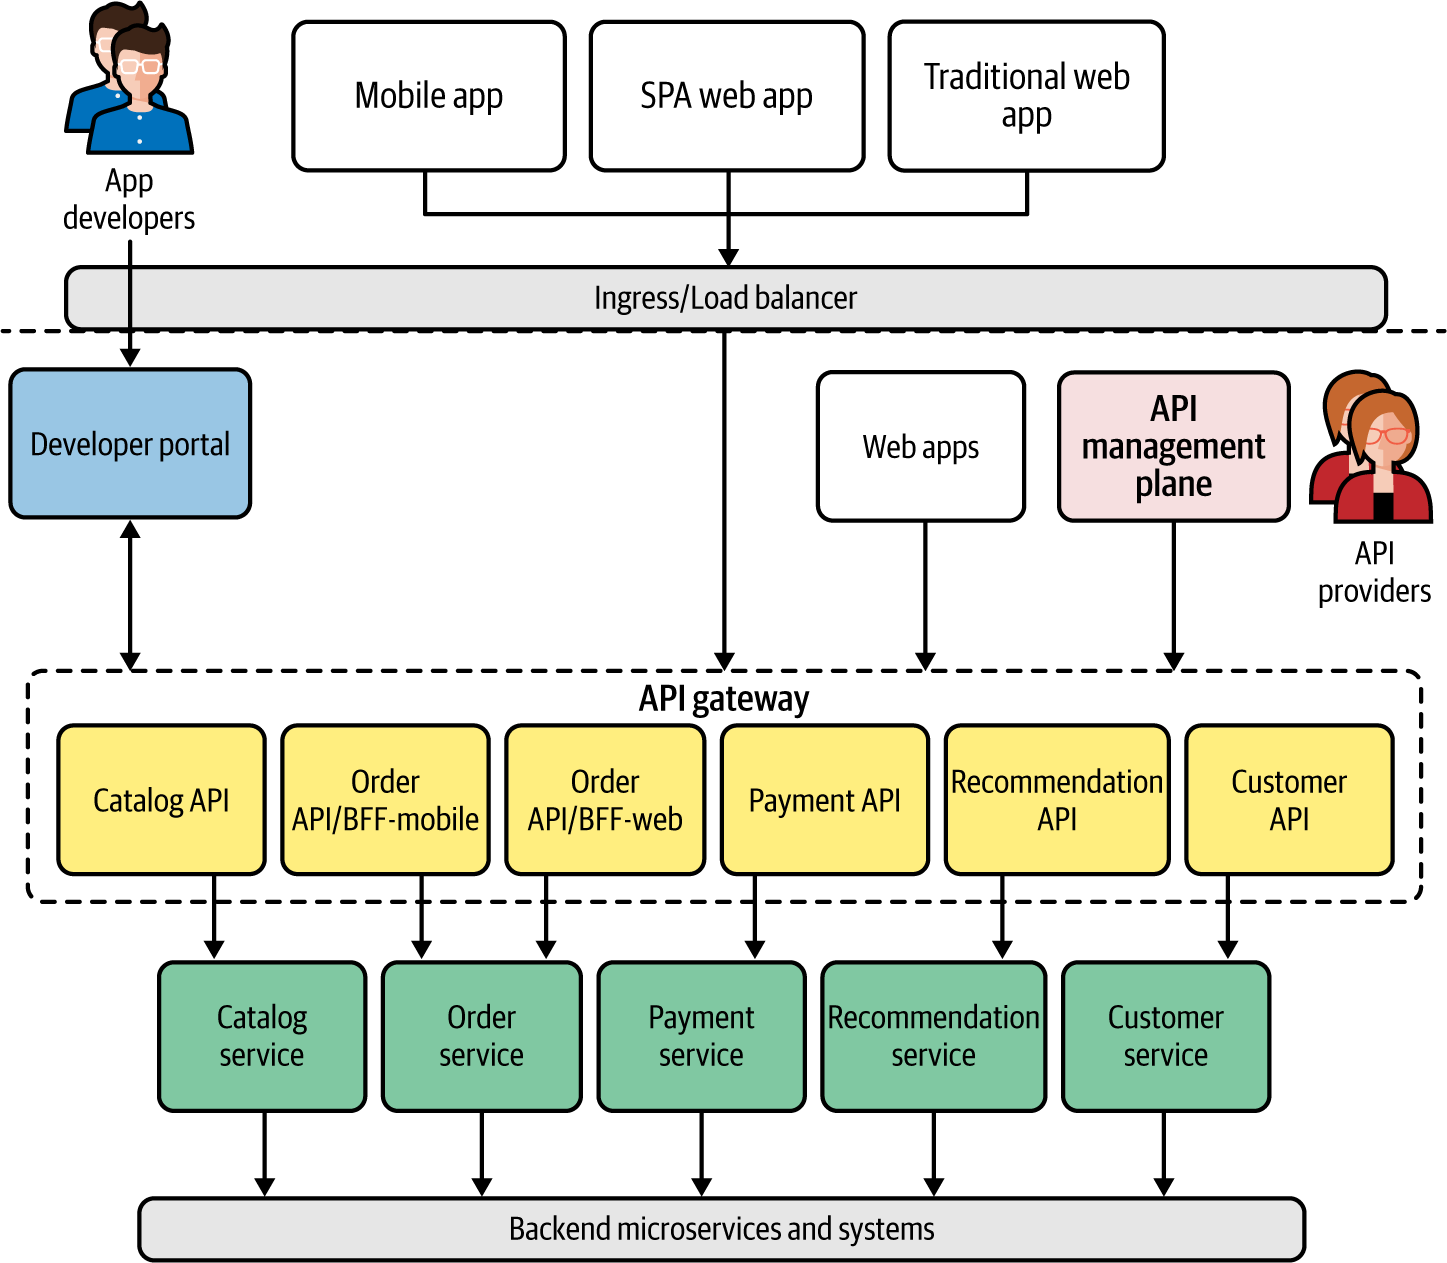 App
developers
Mobile app
SPA web app
Traditional web
app
Ingress/Load balancer
Developer portal
Web apps
API
management
plane
API
providers
API gateway
Catalog API
Order
API/BFF-mobile
Order
API/BFF-web
Payment API
Recommendation
API
Customer
API
Catalog
service
Order
service
Payment
service
Recommendation
service
Customer
service
Backend microservices and systems